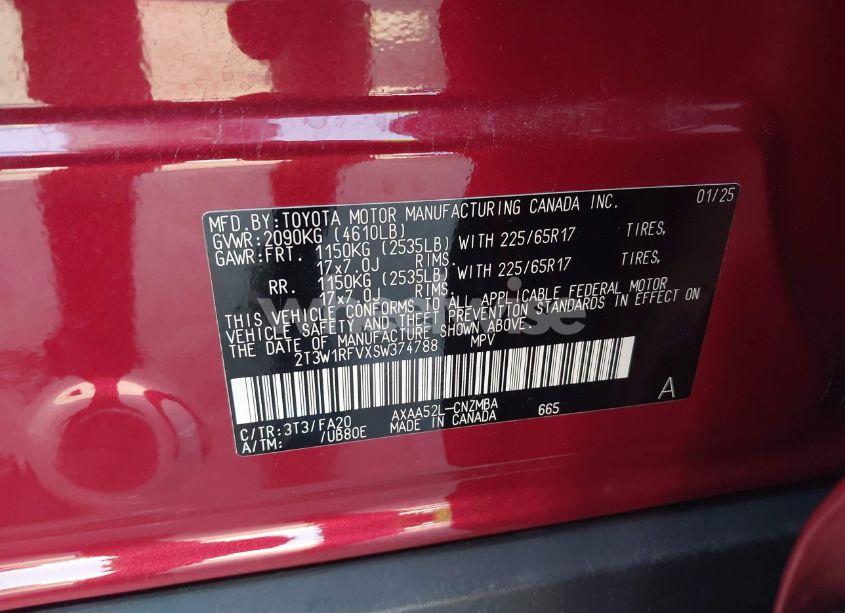 MFD.BY:TOYOTA MOTOR MANUFACTURING CANADA INC. 01/25
GVWR:2090KG (4610LB)
GAWR:FRT. 1150KG (2535LB) WITH 225/65R17 TIRES,
17x7.0J RIMS.
RR. 1150KG (2535LB) WITH 225/65R17 TIRES,
17x7.0J RIMS.
THIS VEHICLE CONFORMS TO ALL APPLICABLE FEDERAL MOTOR
VEHICLE SAFETY AND THEFT PREVENTION STANDARDS IN EFFECT ON
THE DATE OF MANUFACTURE SHOWN ABOVE.
2T3W1RFVXSW374788 MPV
C/TR:3T3/FA20 AXAA52L-CNZMBA 665 A
A/TM: /UB80E MADE IN CANADA